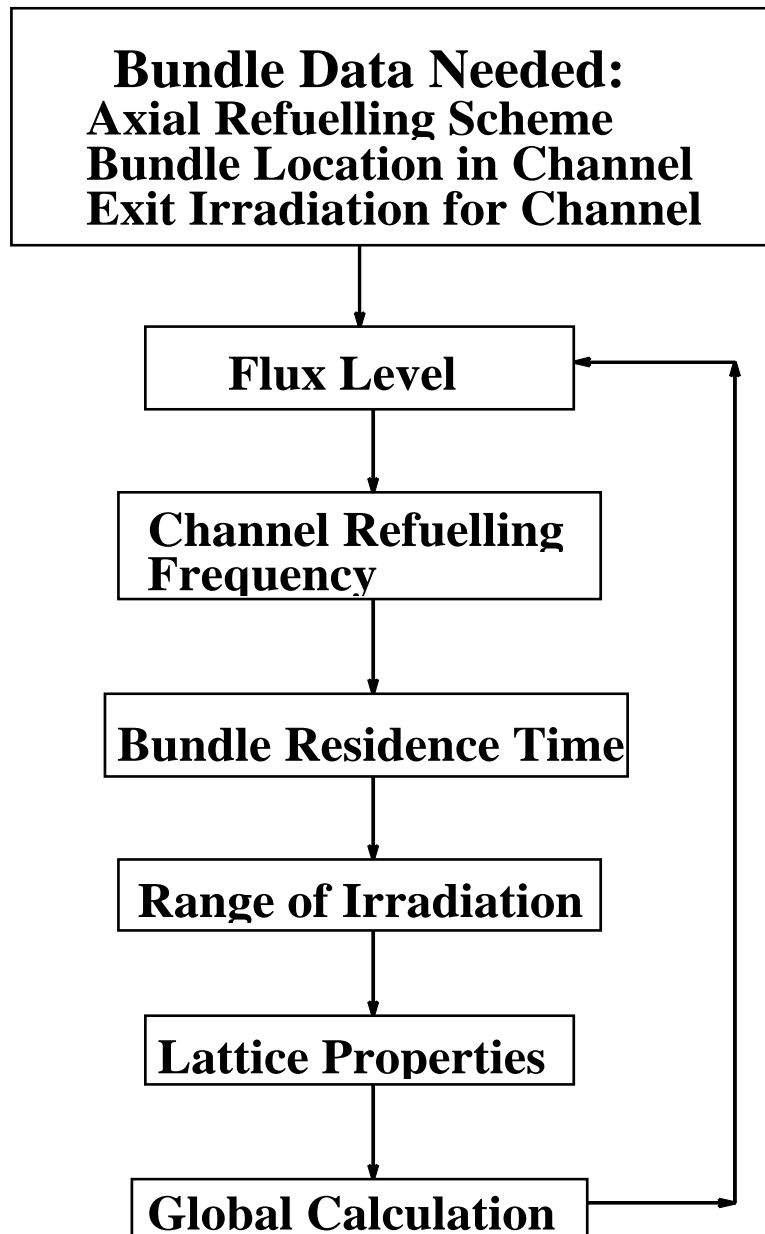 Bundle Data Needed:
Axial Refuelling Scheme
Bundle Location in Channel
Exit Irradiation for Channel
Flux Level
Channel Refuelling
Frequency
Bundle Residence Time
Range of Irradiation
Lattice Properties
Global Calculation